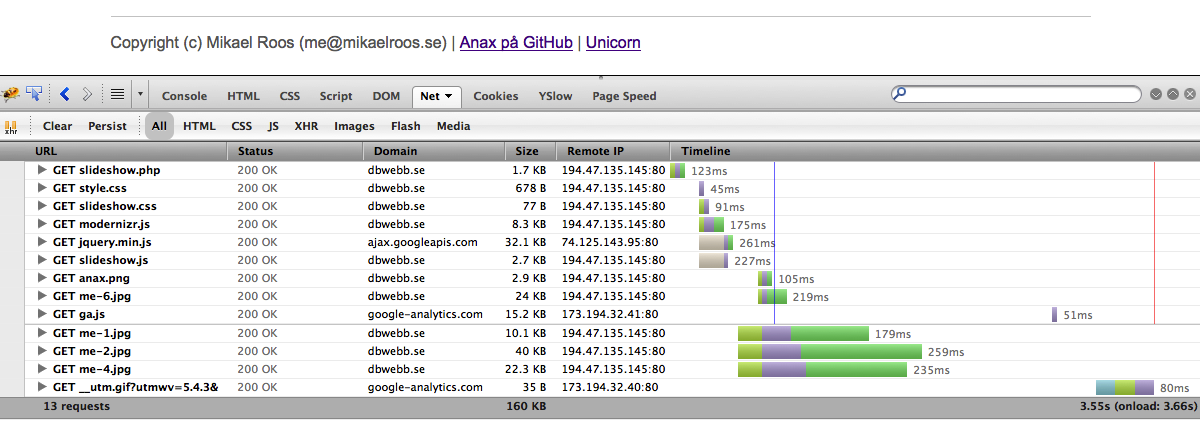 Copyright (c) Mikael Roos (me@mikaelroos.se) | Anax på GitHub | Unicorn
Console HTML CSS Script DOM Net Cookies YSlow Page Speed
xhr Clear Persist All HTML CSS JS XHR Images Flash Media
URL Status Domain Size Remote IP Timeline
GET slideshow.php 200 OK dbwebb.se 1.7 KB 194.47.135.145:80 123ms
GET style.css 200 OK dbwebb.se 678 B 194.47.135.145:80 45ms
GET slideshow.css 200 OK dbwebb.se 77 B 194.47.135.145:80 91ms
GET modernizr.js 200 OK dbwebb.se 8.3 KB 194.47.135.145:80 175ms
GET jquery.min.js 200 OK ajax.googleapis.com 32.1 KB 74.125.143.95:80 261ms
GET slideshow.js 200 OK dbwebb.se 2.7 KB 194.47.135.145:80 227ms
GET anax.png 200 OK dbwebb.se 2.9 KB 194.47.135.145:80 105ms
GET me-6.jpg 200 OK dbwebb.se 24 KB 194.47.135.145:80 219ms
GET ga.js 200 OK google-analytics.com 15.2 KB 173.194.32.41:80 51ms
GET me-1.jpg 200 OK dbwebb.se 10.1 KB 194.47.135.145:80 179ms
GET me-2.jpg 200 OK dbwebb.se 40 KB 194.47.135.145:80 259ms
GET me-4.jpg 200 OK dbwebb.se 22.3 KB 194.47.135.145:80 235ms
GET __utm.gif?utmwv=5.4.3& 200 OK google-analytics.com 35 B 173.194.32.40:80 80ms
13 requests 160 KB 3.55s (onload: 3.66s)